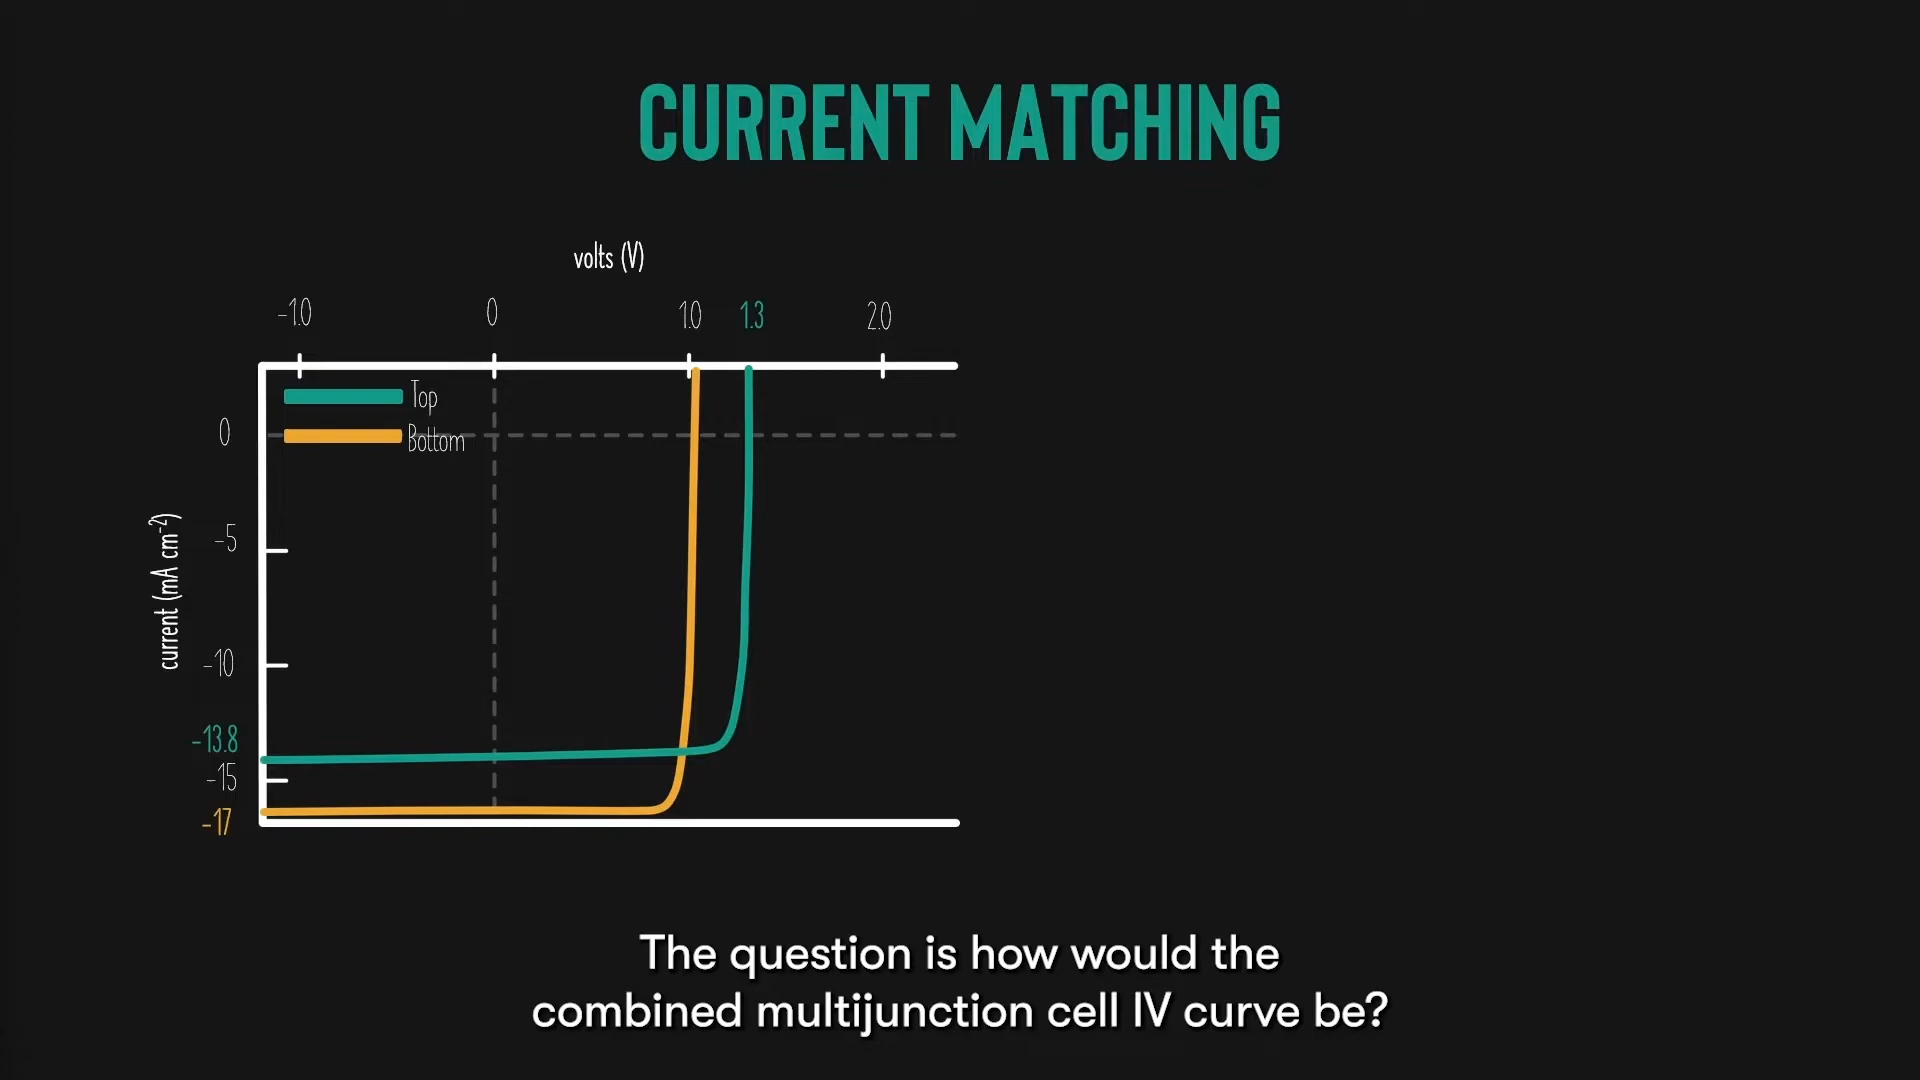 CURRENT MATCHING
volts (V)
-1.0 0 1.0 1.3 2.0
Top
Bottom
0
-5
-10
-13.8
-15
-17
current (mA cm⁻²)
The question is how would the
combined multijunction cell IV curve be?